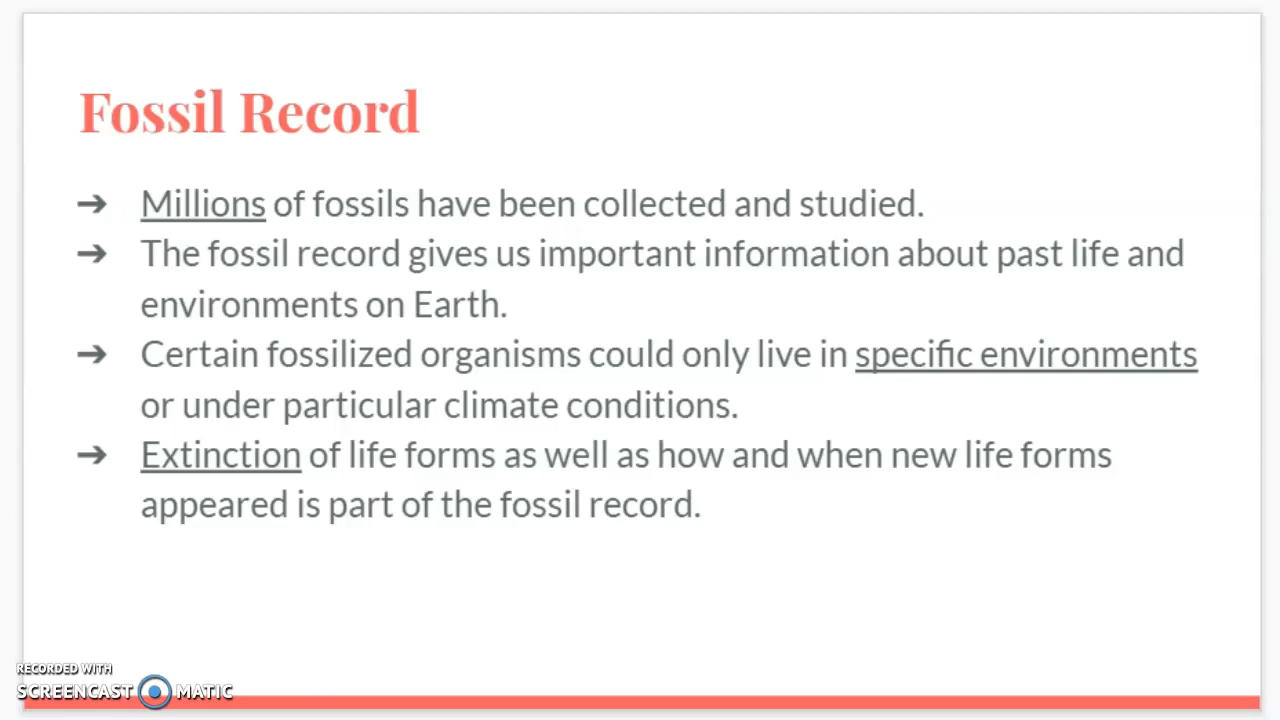 Fossil Record
➔ Millions of fossils have been collected and studied.
➔ The fossil record gives us important information about past life and
environments on Earth.
➔ Certain fossilized organisms could only live in specific environments
or under particular climate conditions.
➔ Extinction of life forms as well as how and when new life forms
appeared is part of the fossil record.
RECORDED WITH
SCREENCAST MATIC